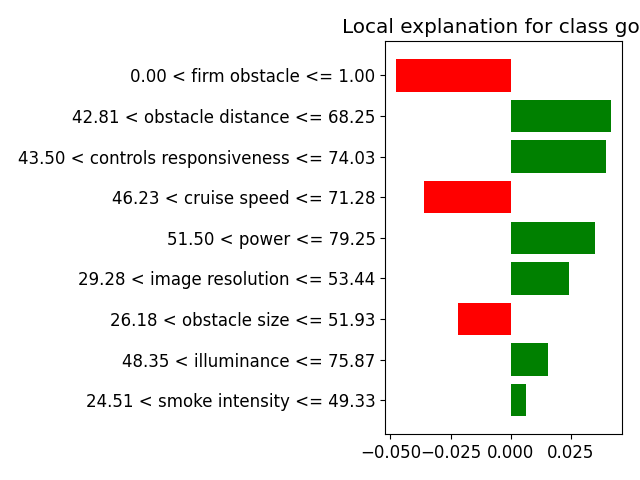 Local explanation for class go
0.00 < firm obstacle <= 1.00
42.81 < obstacle distance <= 68.25
43.50 < controls responsiveness <= 74.03
46.23 < cruise speed <= 71.28
51.50 < power <= 79.25
29.28 < image resolution <= 53.44
26.18 < obstacle size <= 51.93
48.35 < illuminance <= 75.87
24.51 < smoke intensity <= 49.33
−0.050 −0.025 0.000 0.025